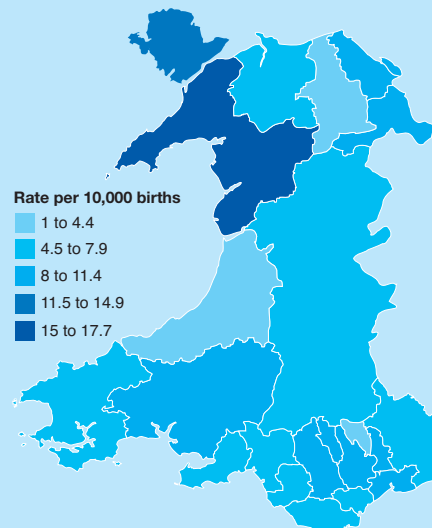 Rate per 10,000 births
1 to 4.4
4.5 to 7.9
8 to 11.4
11.5 to 14.9
15 to 17.7